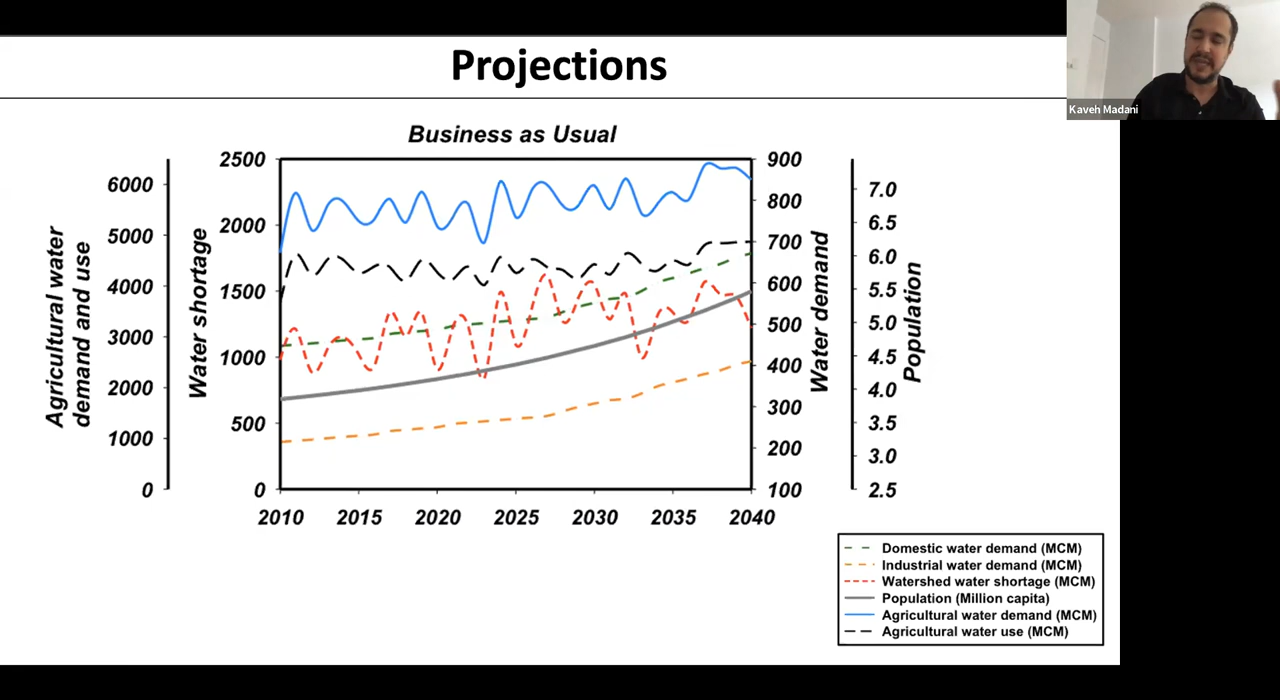 Projections
Kaveh Madani
Business as Usual
Agricultural water
demand and use
6000
5000
4000
3000
2000
1000
0
Water shortage
2500
2000
1500
1000
500
0
900
800
700
600
500
400
300
200
100
Water demand
7.0
6.5
6.0
5.5
5.0
4.5
4.0
3.5
3.0
2.5
Population
2010 2015 2020 2025 2030 2035 2040
Domestic water demand (MCM)
Industrial water demand (MCM)
Watershed water shortage (MCM)
Population (Million capita)
Agricultural water demand (MCM)
Agricultural water use (MCM)